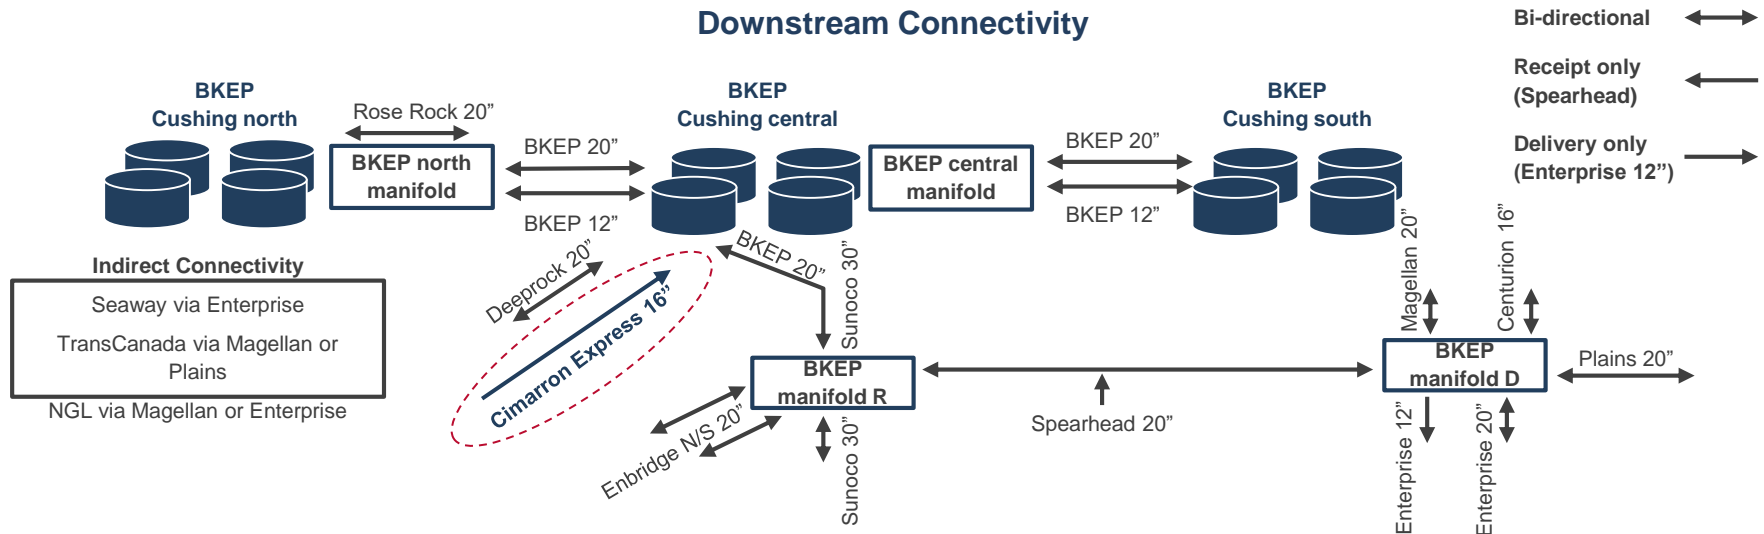 Downstream Connectivity
Bi-directional
Receipt only
(Spearhead)
Delivery only
(Enterprise 12”)
BKEP
Cushing north
Rose Rock 20”
BKEP north
manifold
BKEP 20”
BKEP 12”
BKEP
Cushing central
BKEP central
manifold
BKEP 20”
BKEP 12”
BKEP
Cushing south
Indirect Connectivity
Seaway via Enterprise
TransCanada via Magellan or
Plains
NGL via Magellan or Enterprise
Deeprock 20”
Cimarron Express 16”
BKEP 20”
Sunoco 30”
BKEP
manifold R
Enbridge N/S 20”
Sunoco 30”
Spearhead 20”
Magellan 20”
Centurion 16”
BKEP
manifold D
Plains 20”
Enterprise 12”
Enterprise 20”